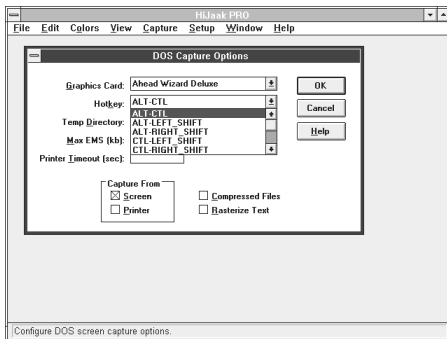 HiJaak PRO
File Edit Colors View Capture Setup Window Help
DOS Capture Options
Graphics Card: Ahead Wizard Deluxe
OK
Hotkey: ALT-CTL
Cancel
ALT-CTL
Temp Directory: ALT-LEFT_SHIFT
Help
ALT-RIGHT_SHIFT
Max EMS (kb): CTL-LEFT_SHIFT
CTL-RIGHT_SHIFT
Printer Timeout (sec):
Capture From
Screen
Compressed Files
Printer
Rasterize Text
Configure DOS screen capture options.